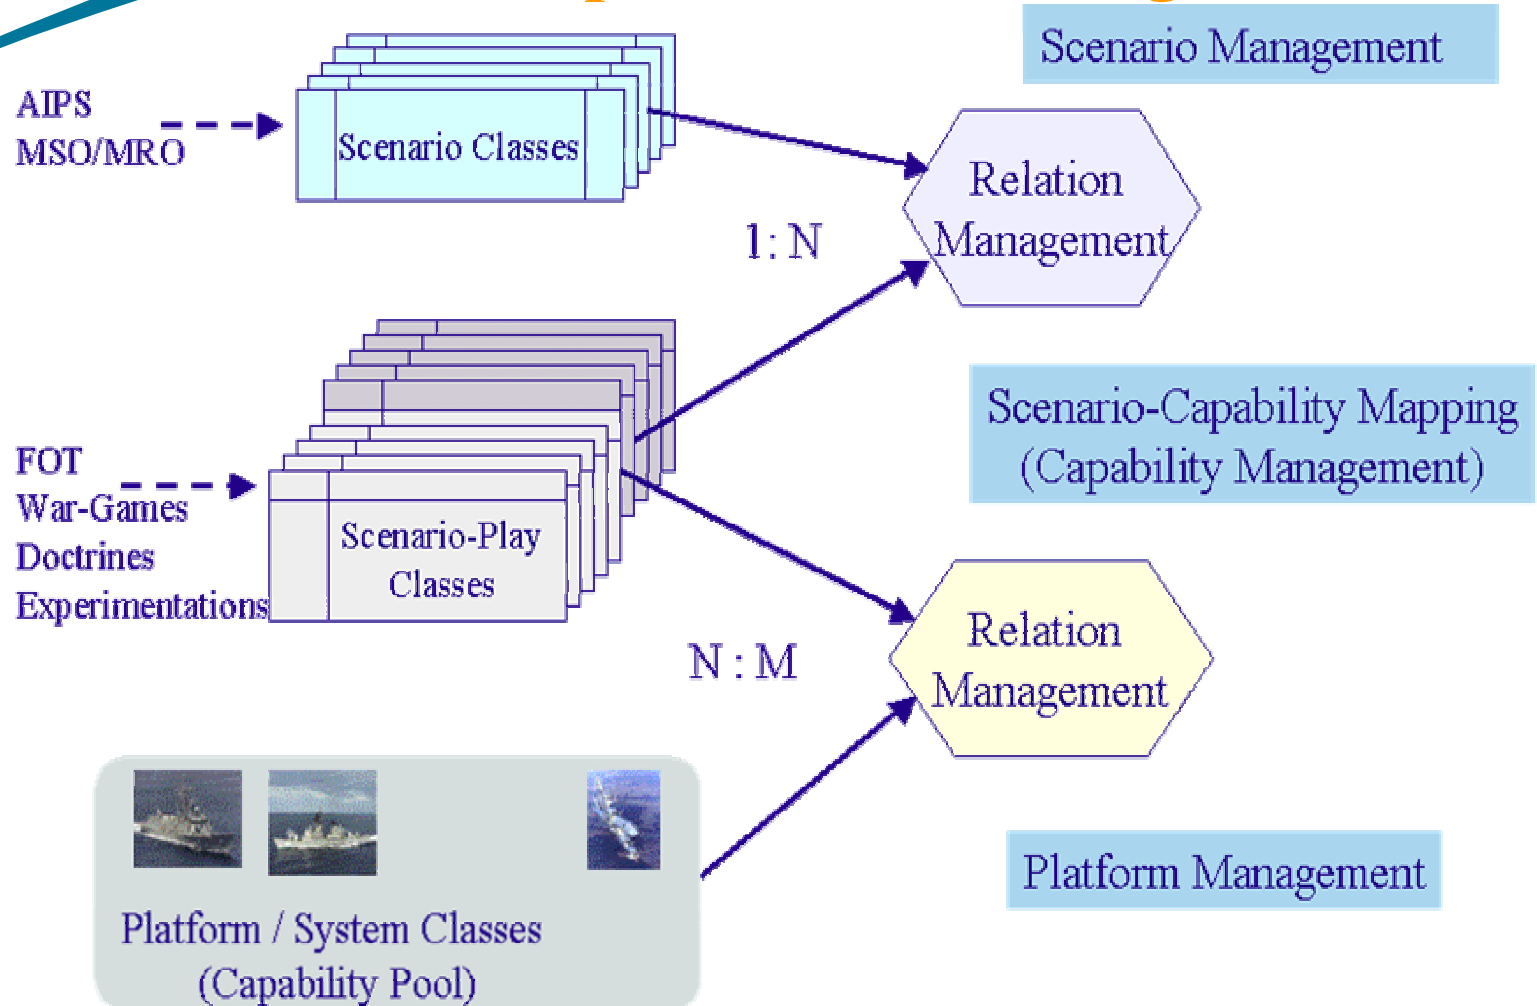 Scenario Management
AIPS
MSO/MRO
Scenario Classes
Relation
Management
1: N
Scenario-Capability Mapping
(Capability Management)
FOT
War-Games
Doctrines
Experimentations
Scenario-Play
Classes
Relation
Management
N : M
Platform Management
Platform / System Classes
(Capability Pool)